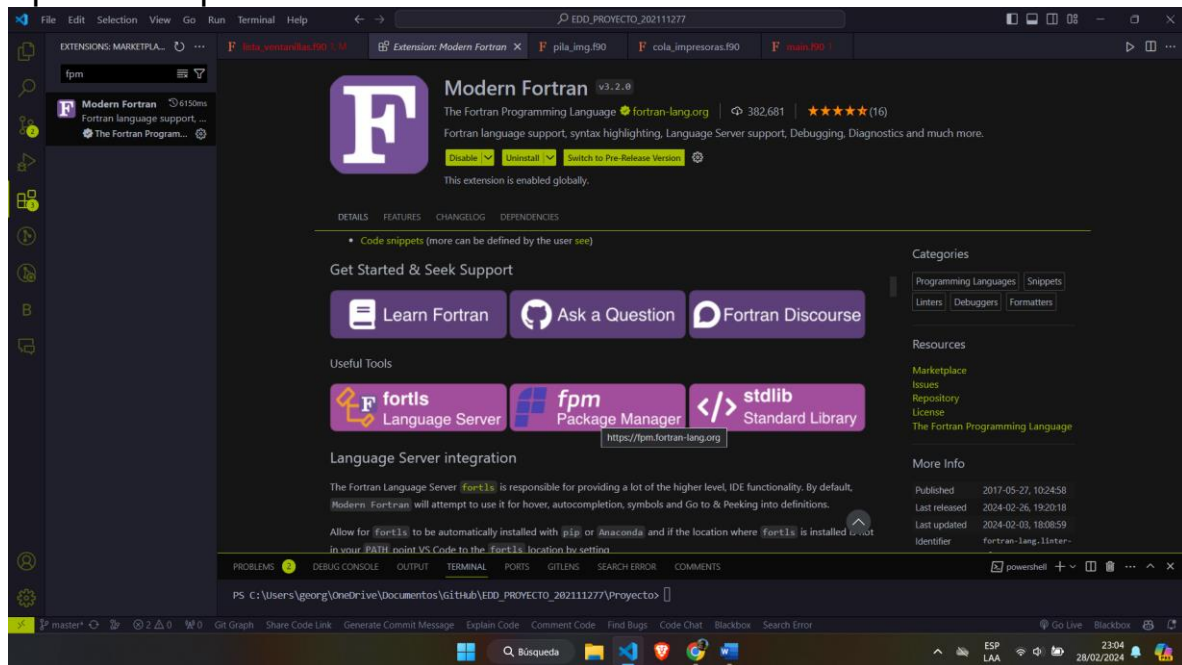 File Edit Selection View Go Run Terminal Help
EDD_PROYECTO_202111277
EXTENSIONS: MARKETPLA...
fpm
Modern Fortran 6150ms
Fortran language support, ...
The Fortran Program...
lista_ventanillas.f90 1, M
Extension: Modern Fortran
pila_img.f90
cola_impresoras.f90
main.f90 1
Modern Fortran v3.2.0
The Fortran Programming Language fortran-lang.org 382,681 (16)
Fortran language support, syntax highlighting, Language Server support, Debugging, Diagnostics and much more.
Disable Uninstall Switch to Pre-Release Version
This extension is enabled globally.
DETAILS FEATURES CHANGELOG DEPENDENCIES
• Code snippets (more can be defined by the user see)
Get Started & Seek Support
Learn Fortran
Ask a Question
Fortran Discourse
Useful Tools
fortls
Language Server
fpm
Package Manager
stdlib
Standard Library
https://fpm.fortran-lang.org
Language Server integration
The Fortran Language Server fortls is responsible for providing a lot of the higher level, IDE functionality. By default,
Modern Fortran will attempt to use it for hover, autocompletion, symbols and Go to & Peeking into definitions.
Allow for fortls to be automatically installed with pip or Anaconda and if the location where fortls is installed is not
in your PATH point VS Code to the fortls location by setting
Categories
Programming Languages Snippets
Linters Debuggers Formatters
Resources
Marketplace
Issues
Repository
License
The Fortran Programming Language
More Info
Published 2017-05-27, 10:24:58
Last released 2024-02-26, 19:20:18
Last updated 2024-02-03, 18:08:59
Identifier fortran-lang.linter-
PROBLEMS 2 DEBUG CONSOLE OUTPUT TERMINAL PORTS GITLENS SEARCH ERROR COMMENTS
powershell
PS C:\Users\georg\OneDrive\Documentos\GitHub\EDD_PROYECTO_202111277\Proyecto>
master* 2 0 0 Git Graph Share Code Link Generate Commit Message Explain Code Comment Code Find Bugs Code Chat Blackbox Search Error Go Live Blackbox
Búsqueda
ESP
LAA
23:04
28/02/2024